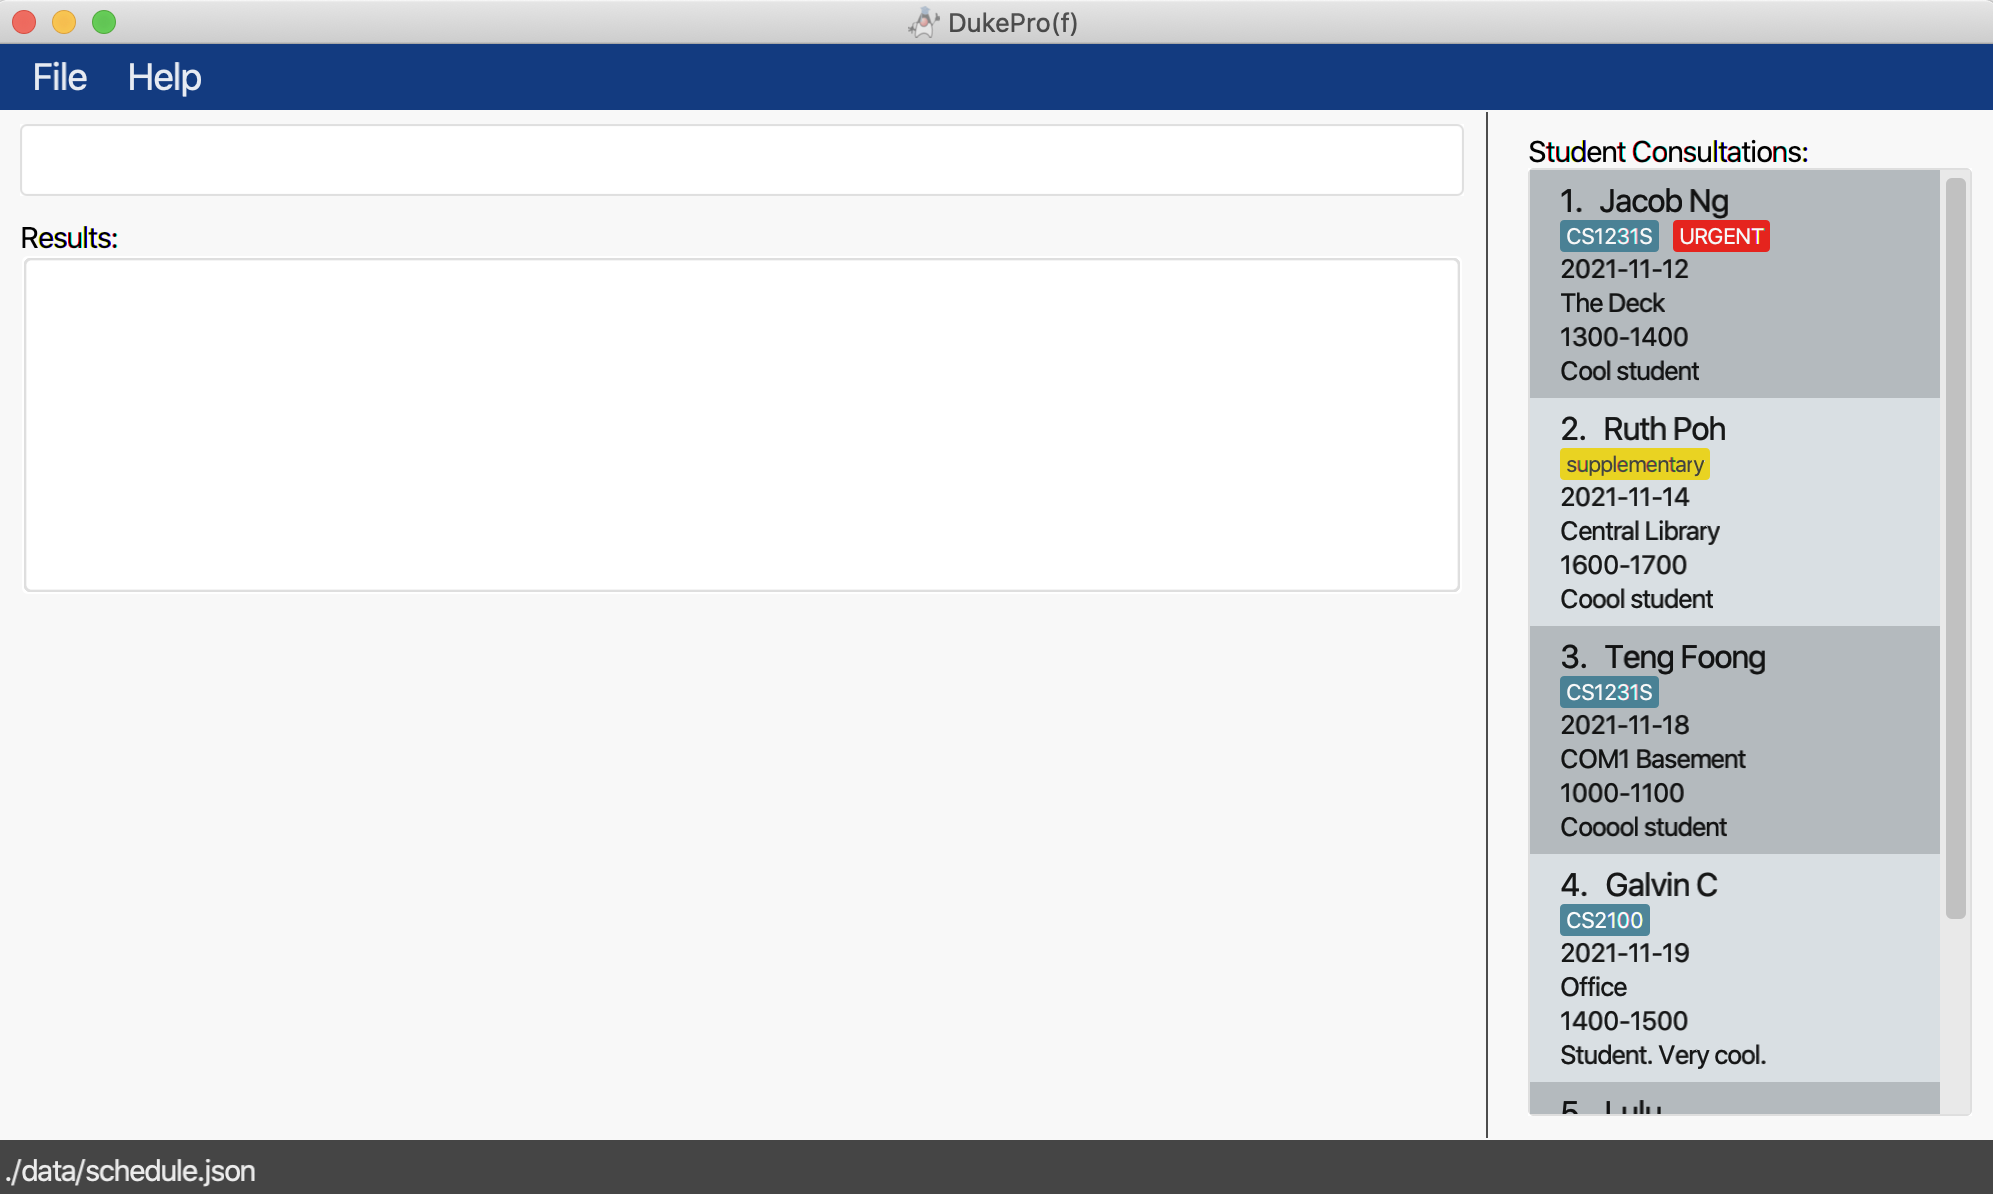 DukePro(f)
File Help
Results:
Student Consultations:
1. Jacob Ng
CS1231S URGENT
2021-11-12
The Deck
1300-1400
Cool student
2. Ruth Poh
supplementary
2021-11-14
Central Library
1600-1700
Coool student
3. Teng Foong
CS1231S
2021-11-18
COM1 Basement
1000-1100
Cooool student
4. Galvin C
CS2100
2021-11-19
Office
1400-1500
Student. Very cool.
5. Lulu
./data/schedule.json